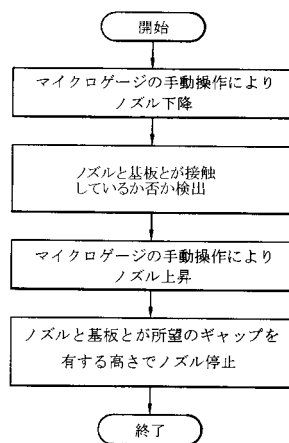 開始
マイクロゲージの手動操作により
ノズル下降
ノズルと基板とが接触
しているか否か検出
マイクロゲージの手動操作により
ノズル上昇
ノズルと基板とが所望のギャップを
有する高さでノズル停止
終了